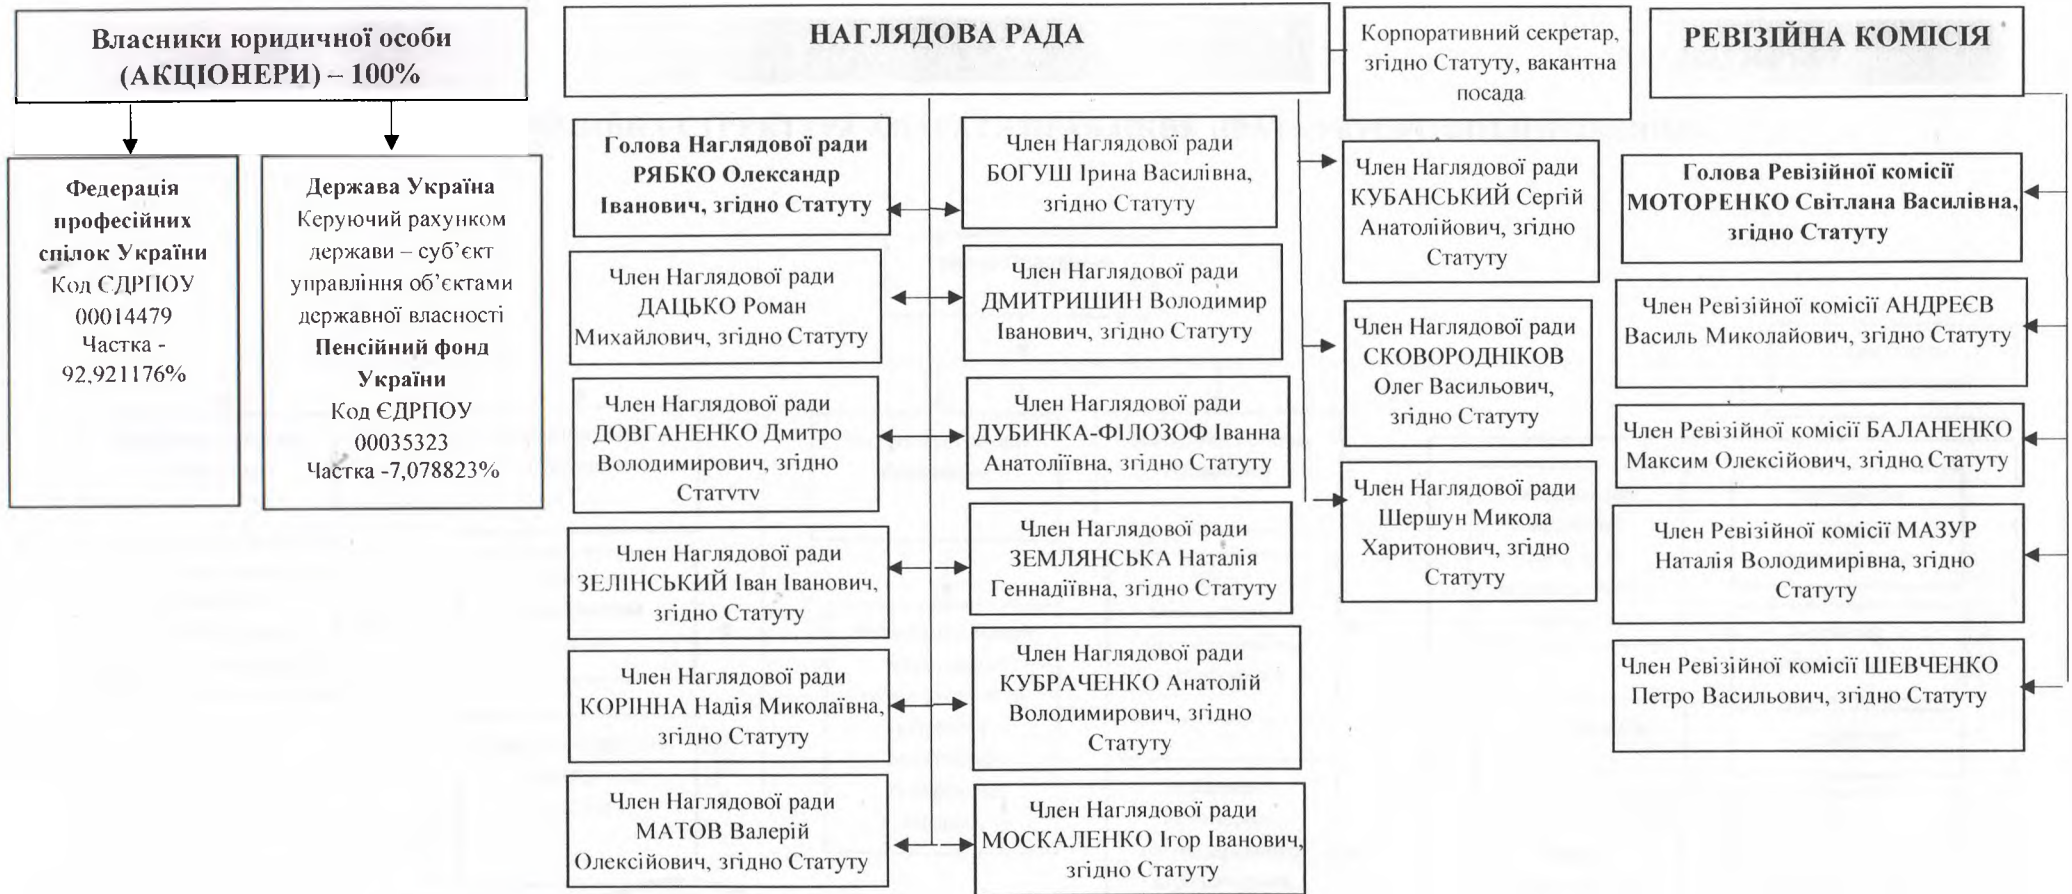 Власники юридичної особи
(АКЦІОНЕРИ) – 100%
Федерація
професійних
спілок України
Код ЄДРПОУ
00014479
Частка -
92,921176%
Держава Україна
Керуючий рахунком
держави – суб’єкт
управління об’єктами
державної власності
Пенсійний фонд
України
Код ЄДРПОУ
00035323
Частка -7,078823%
НАГЛЯДОВА РАДА
Корпоративний секретар,
згідно Статуту, вакантна
посада
Голова Наглядової ради
РЯБКО Олександр
Іванович, згідно Статуту
Член Наглядової ради
ДАЦЬКО Роман
Михайлович, згідно Статуту
Член Наглядової ради
ДОВГАНЕНКО Дмитро
Володимирович, згідно
Статуту
Член Наглядової ради
ЗЕЛІНСЬКИЙ Іван Іванович,
згідно Статуту
Член Наглядової ради
КОРІННА Надія Миколаївна,
згідно Статуту
Член Наглядової ради
МАТОВ Валерій
Олексійович, згідно Статуту
Член Наглядової ради
БОГУШ Ірина Василівна,
згідно Статуту
Член Наглядової ради
ДМИТРИШИН Володимир
Іванович, згідно Статуту
Член Наглядової ради
ДУБИНКА-ФІЛОЗОФ Іванна
Анатоліївна, згідно Статуту
Член Наглядової ради
ЗЕМЛЯНСЬКА Наталія
Геннадіївна, згідно Статуту
Член Наглядової ради
КУБРАЧЕНКО Анатолій
Володимирович, згідно
Статуту
Член Наглядової ради
МОСКАЛЕНКО Ігор Іванович,
згідно Статуту
Член Наглядової ради
КУБАНСЬКИЙ Сергій
Анатолійович, згідно
Статуту
Член Наглядової ради
СКОВОРОДНІКОВ
Олег Васильович,
згідно Статуту
Член Наглядової ради
Шершун Микола
Харитонович, згідно
Статуту
РЕВІЗІЙНА КОМІСІЯ
Голова Ревізійної комісії
МОТОРЕНКО Світлана Василівна,
згідно Статуту
Член Ревізійної комісії АНДРЕЄВ
Василь Миколайович, згідно Статуту
Член Ревізійної комісії БАЛАНЕНКО
Максим Олексійович, згідно Статуту
Член Ревізійної комісії МАЗУР
Наталія Володимирівна, згідно
Статуту
Член Ревізійної комісії ШЕВЧЕНКО
Петро Васильович, згідно Статуту